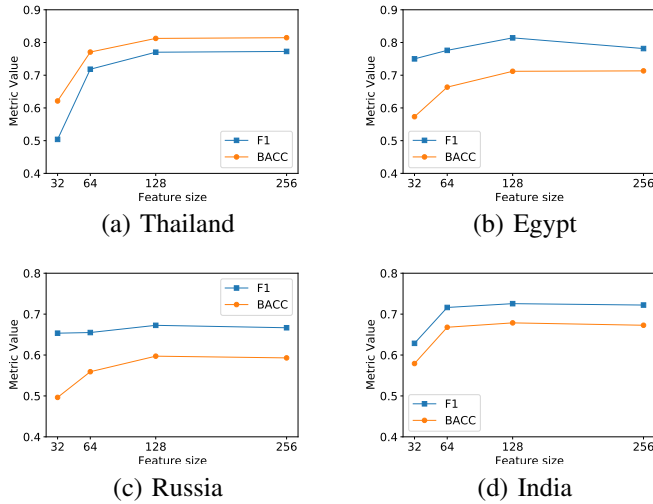 0.9
0.8
0.7
0.6
0.5
0.4
Metric Value
F1
BACC
32 64 128 256
Feature size
(a) Thailand
0.9
0.8
0.7
0.6
0.5
0.4
Metric Value
F1
BACC
32 64 128 256
Feature size
(b) Egypt
0.8
0.7
0.6
0.5
0.4
Metric Value
F1
BACC
32 64 128 256
Feature size
(c) Russia
0.8
0.7
0.6
0.5
0.4
Metric Value
F1
BACC
32 64 128 256
Feature size
(d) India